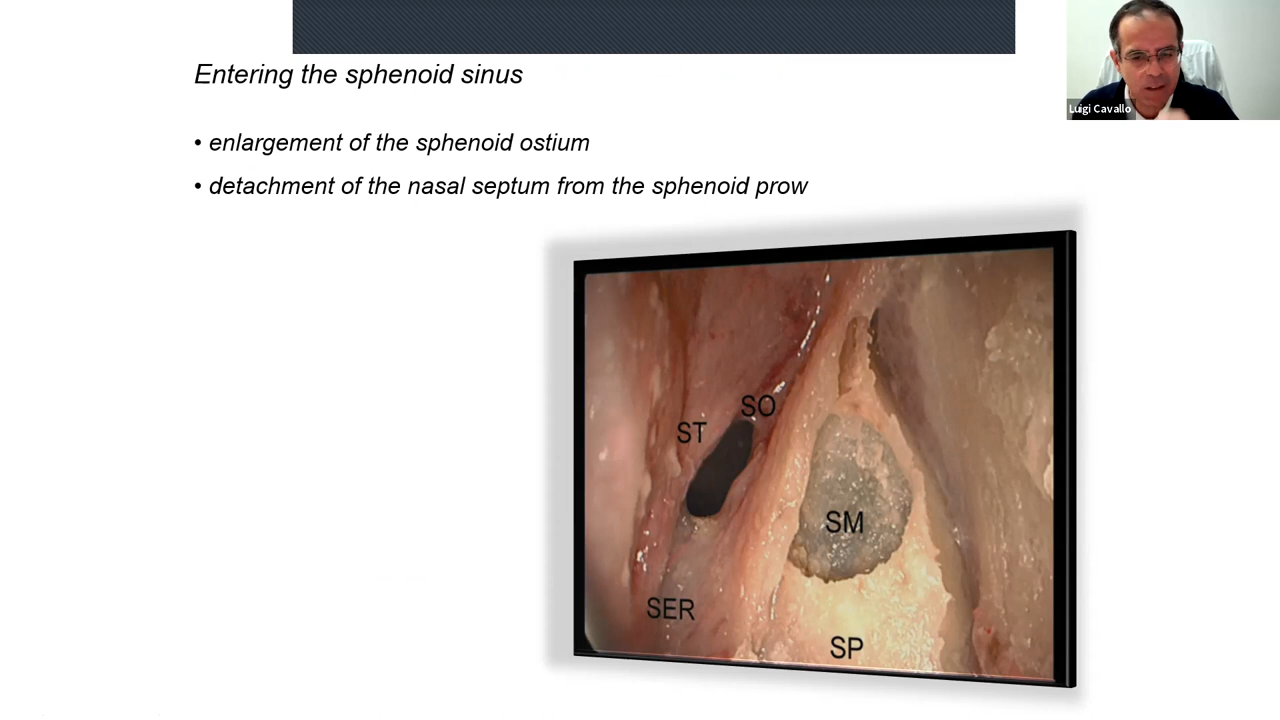 Entering the sphenoid sinus
Luigi Cavallo
• enlargement of the sphenoid ostium
• detachment of the nasal septum from the sphenoid prow
SO
ST
SM
SER
SP